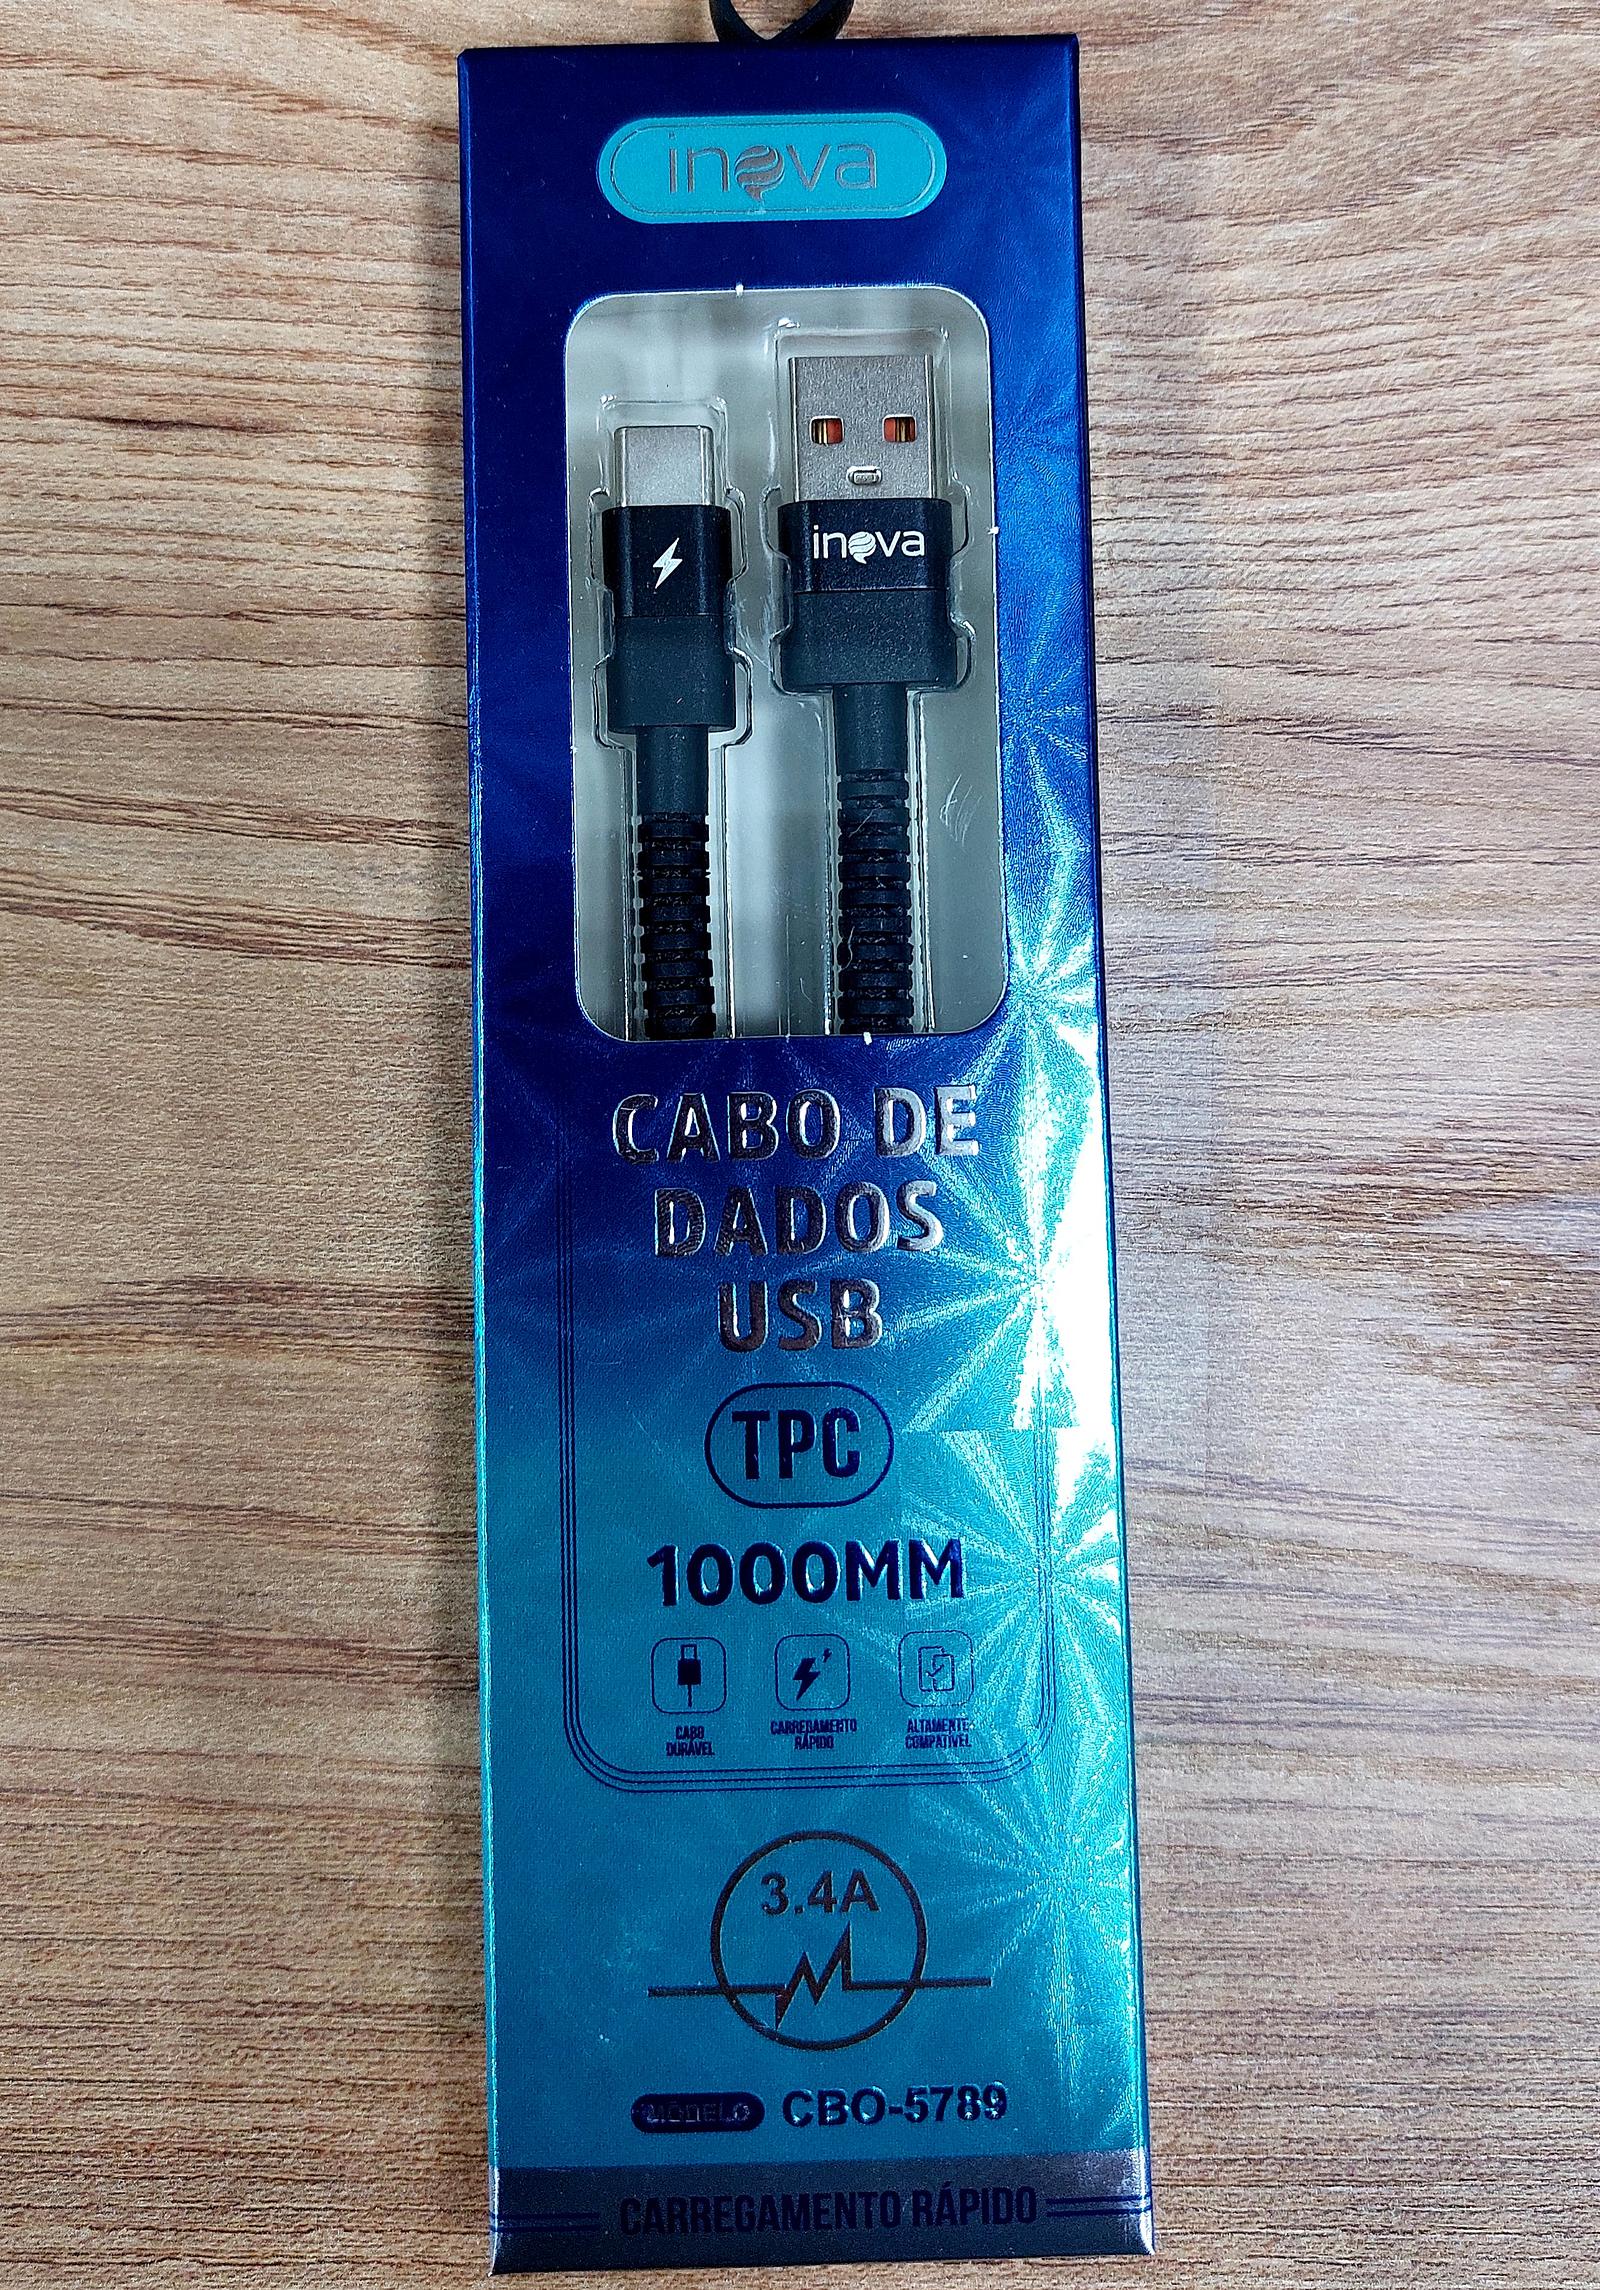 inova
inova
CABO DE
DADOS
USB
TPC
1000MM
CABO
DURÁVEL
CARREGAMENTO
RÁPIDO
ALTAMENTE
COMPATÍVEL
3.4A
MODELO CBO-5789
CARREGAMENTO RÁPIDO